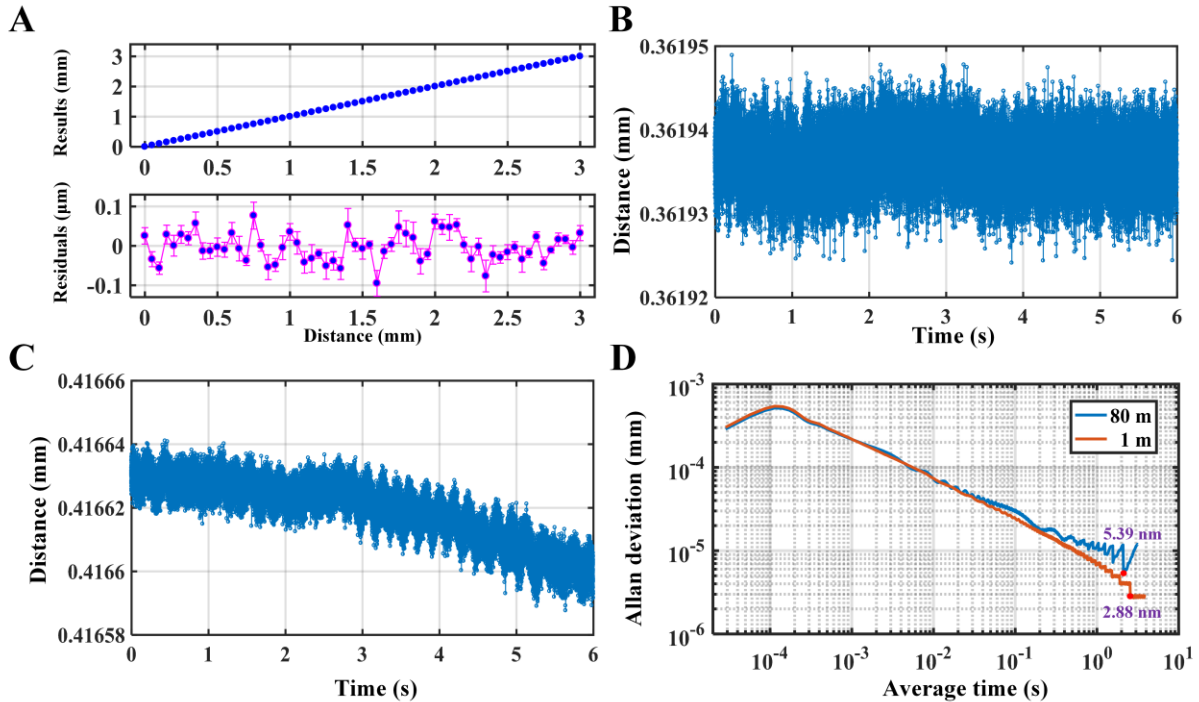 A
Results (mm)
3
2
1
0
0 0.5 1 1.5 2 2.5 3
Residuals (μm)
0.1
0
-0.1
0 0.5 1 1.5 2 2.5 3
Distance (mm)
B
Distance (mm)
0.36195
0.36194
0.36193
0.36192
0 1 2 3 4 5 6
Time (s)
C
Distance (mm)
0.41666
0.41664
0.41662
0.4166
0.41658
0 1 2 3 4 5 6
Time (s)
D
Allan deviation (mm)
10⁻³
10⁻⁴
10⁻⁵
10⁻⁶
80 m
1 m
5.39 nm
2.88 nm
10⁻⁴ 10⁻³ 10⁻² 10⁻¹ 10⁰ 10¹
Average time (s)